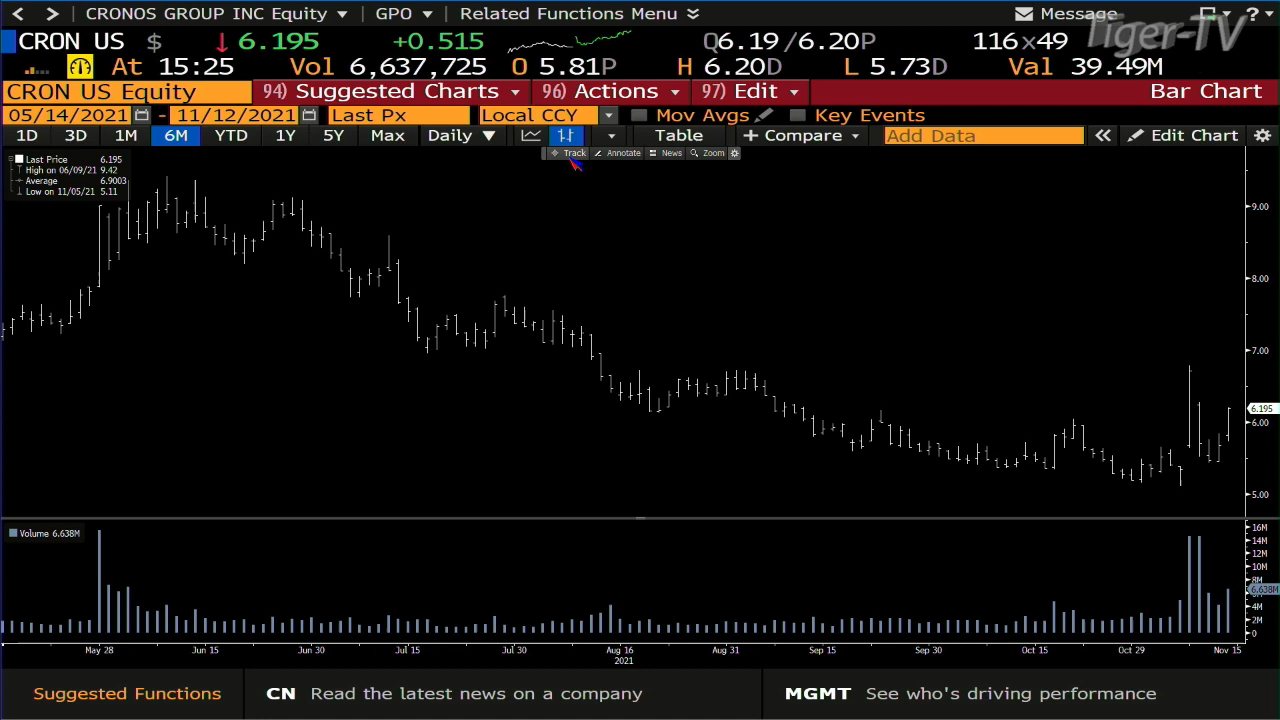 CRONOS GROUP INC Equity GPO Related Functions Menu Message ?
CRON US $ ↓6.195 +0.515 Q6.19/6.20P 116x49
Tiger-TV
At 15:25 Vol 6,637,725 O 5.81P H 6.20D L 5.73D Val 39.49M
CRON US Equity 94) Suggested Charts 96) Actions 97) Edit Bar Chart
05/14/2021 - 11/12/2021 Last Px Local CCY Mov Avgs Key Events
1D 3D 1M 6M YTD 1Y 5Y Max Daily ▼ Table + Compare Add Data « Edit Chart
Track Annotate News Zoom
Last Price 6.195
High on 06/09/21 9.42
Average 6.9003
Low on 11/05/21 5.11
9.00
8.00
7.00
6.195
6.00
5.00
Volume 6.638M
16M
14M
12M
10M
8M
6.638M
4M
2M
0
May 28 Jun 15 Jun 30 Jul 15 Jul 30 Aug 16 Aug 31 Sep 15 Sep 30 Oct 15 Oct 29 Nov 15
2021
Suggested Functions CN Read the latest news on a company MGMT See who's driving performance